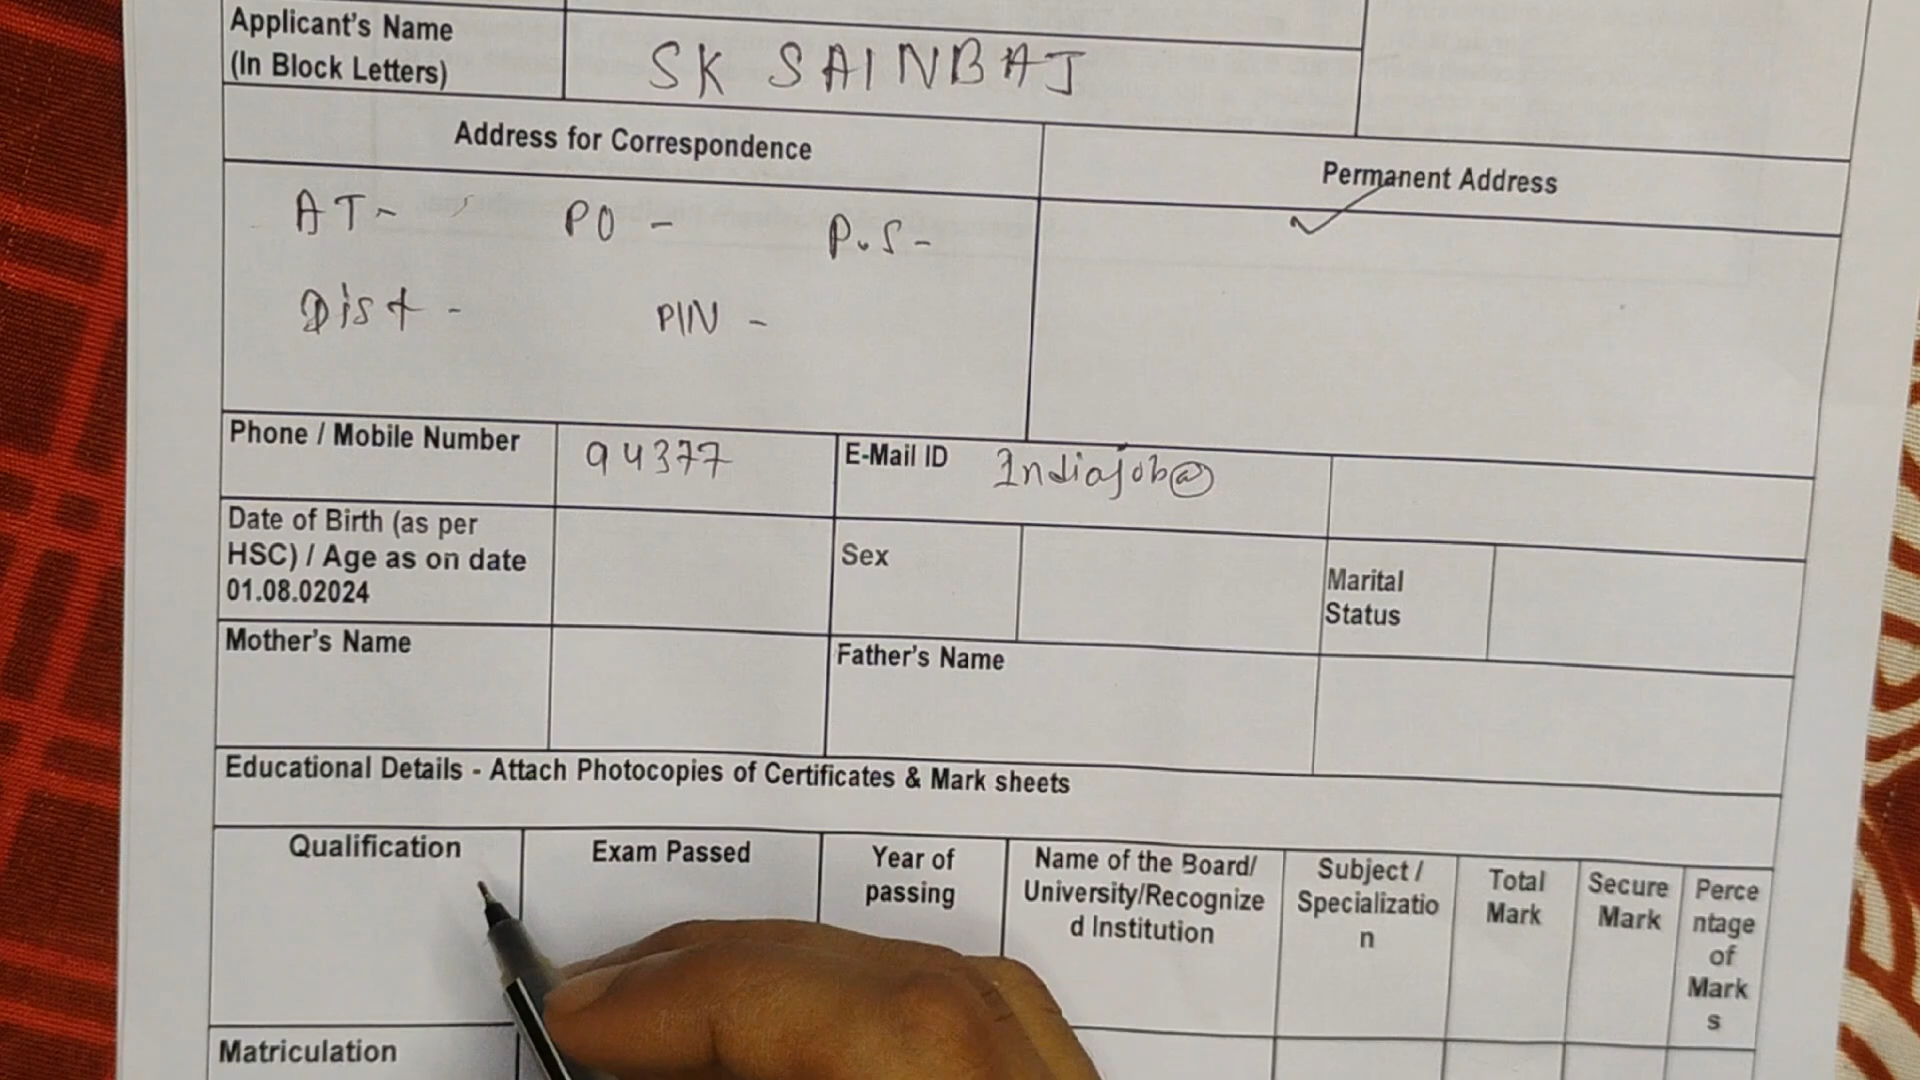 Applicant's Name
(In Block Letters)
SK SAINBAJ
Address for Correspondence
Permanent Address
AT- PO - P.S-
Dist - PIN -
Phone / Mobile Number
94377
E-Mail ID
Indiajob@
Date of Birth (as per
HSC) / Age as on date
01.08.02024
Sex
Marital
Status
Mother's Name
Father's Name
Educational Details - Attach Photocopies of Certificates & Mark sheets
Qualification
Exam Passed
Year of
passing
Name of the Board/
University/Recognize
d Institution
Subject /
Specializatio
n
Total
Mark
Secure
Mark
Perce
ntage
of
Mark
s
Matriculation